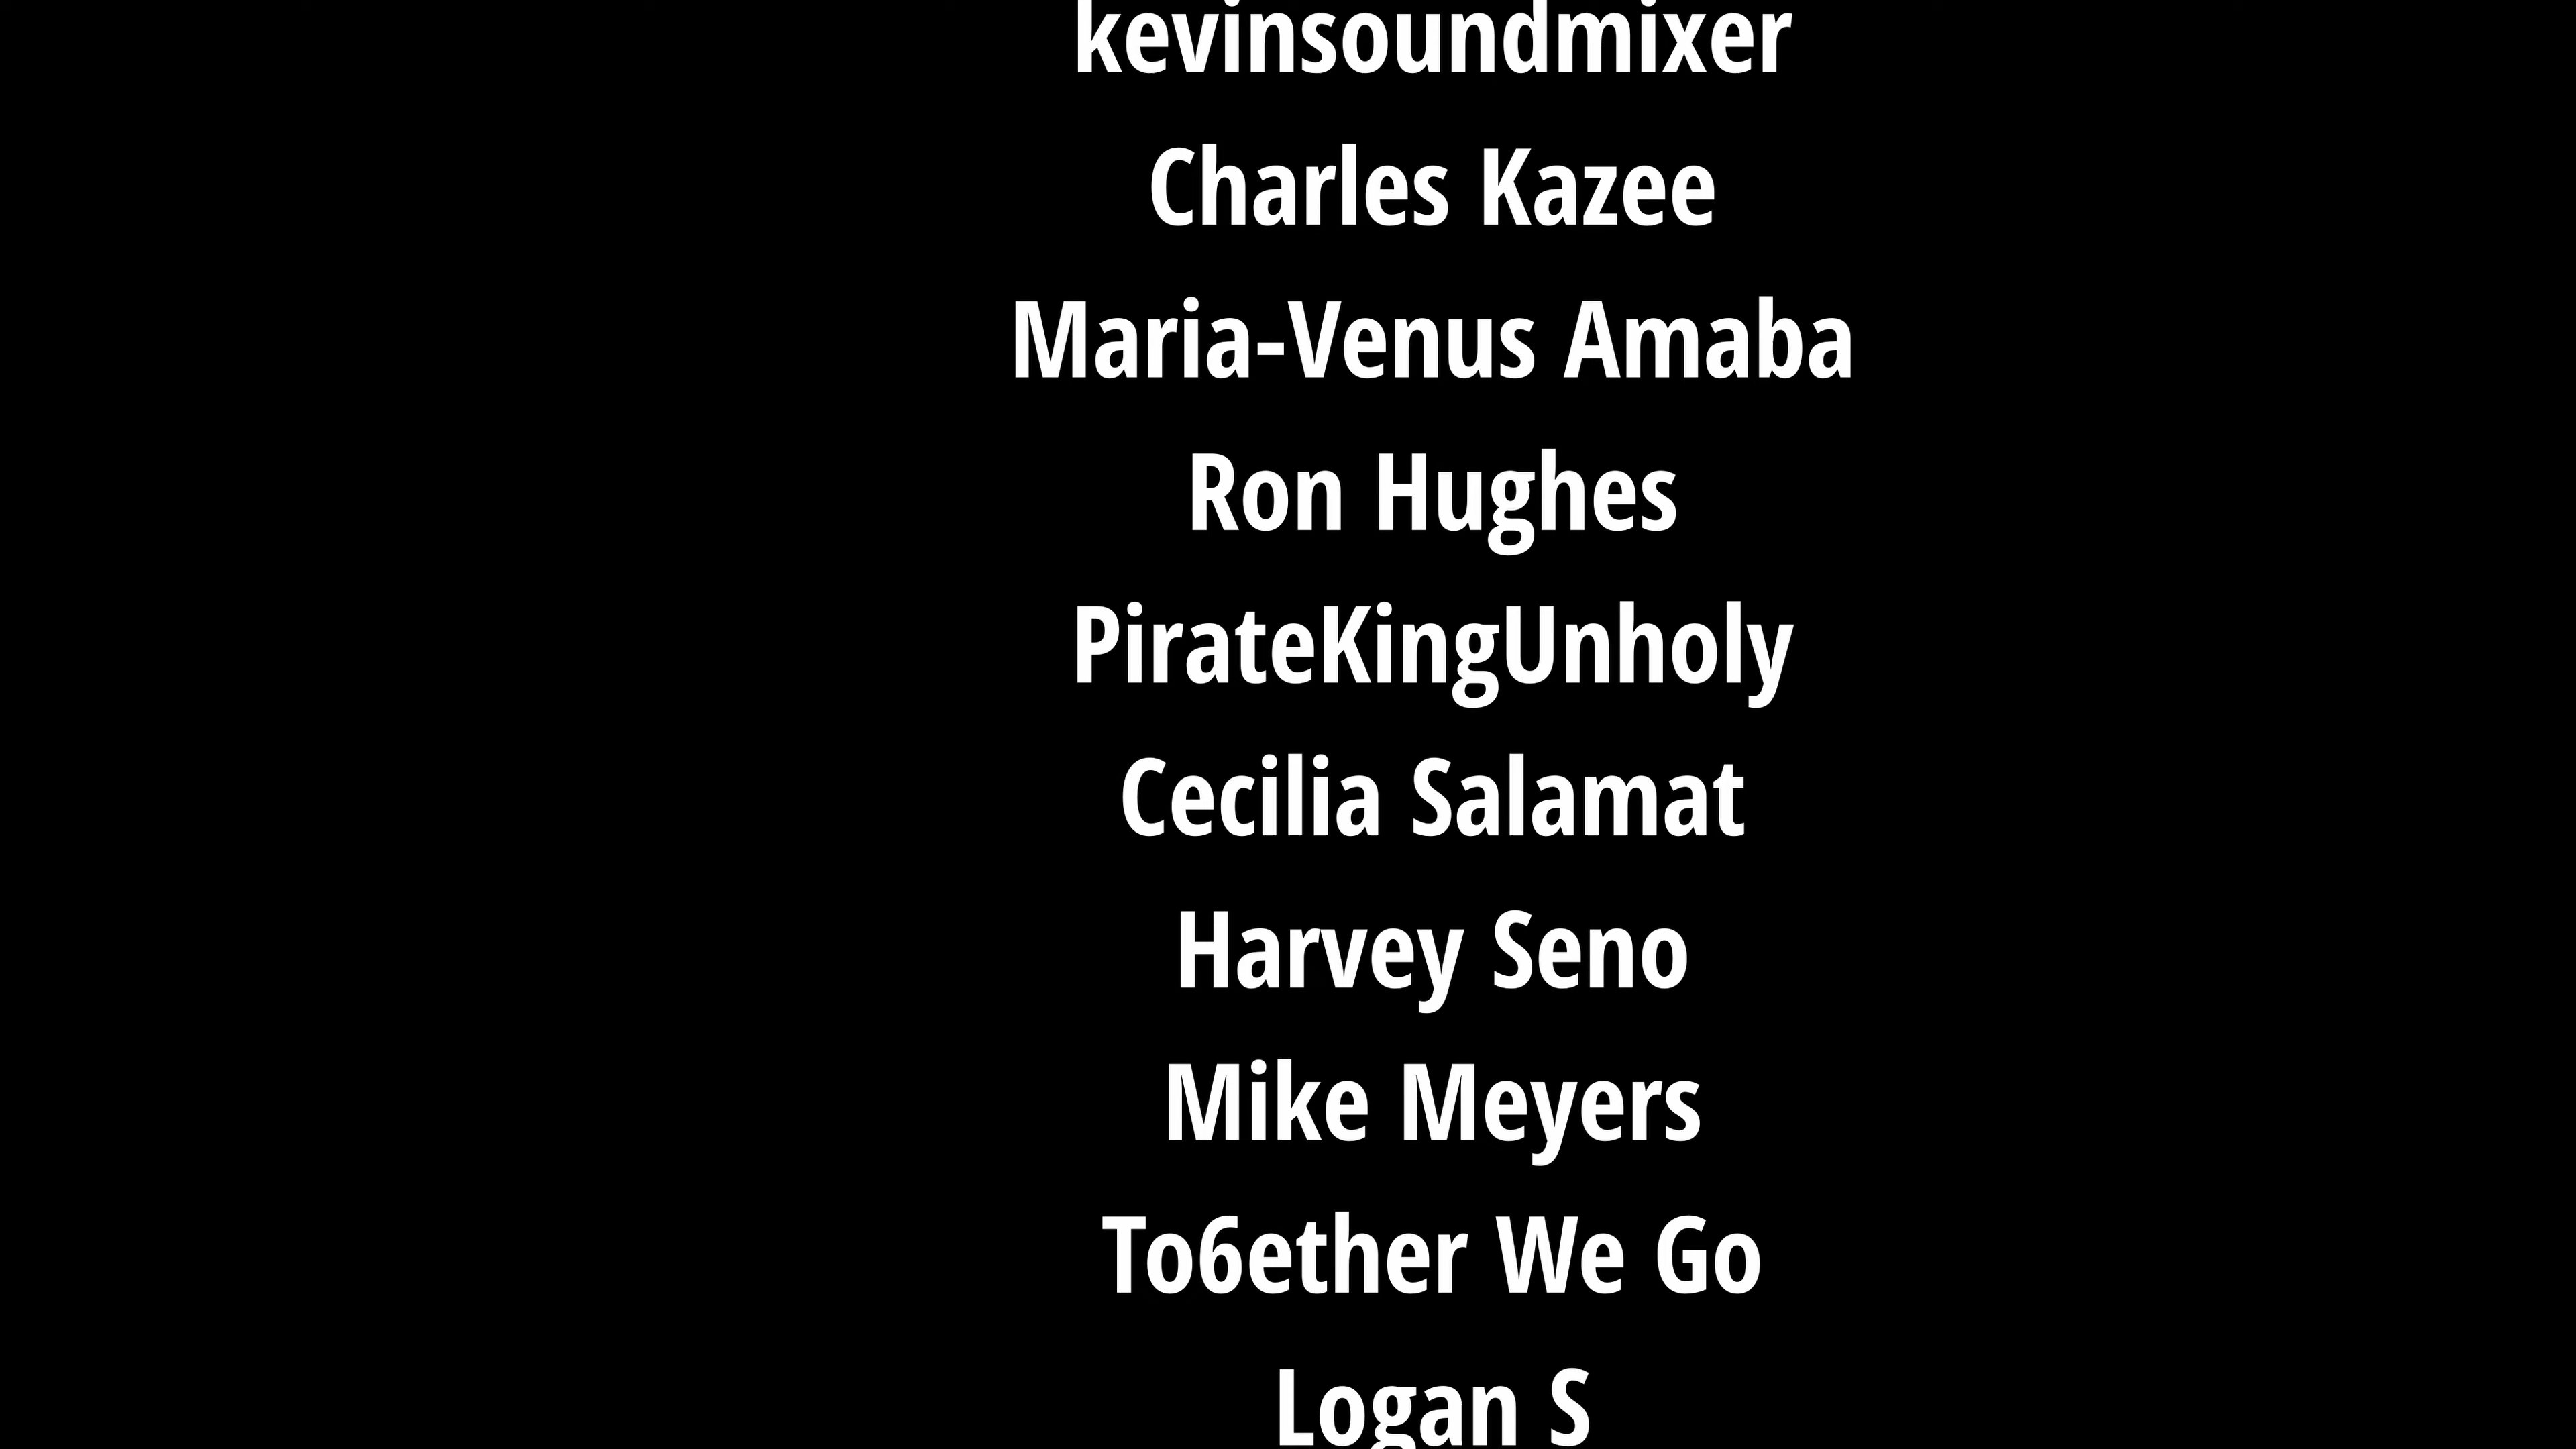 kevinsoundmixer
Charles Kazee
Maria-Venus Amaba
Ron Hughes
PirateKingUnholy
Cecilia Salamat
Harvey Seno
Mike Meyers
To6ether We Go
Logan S